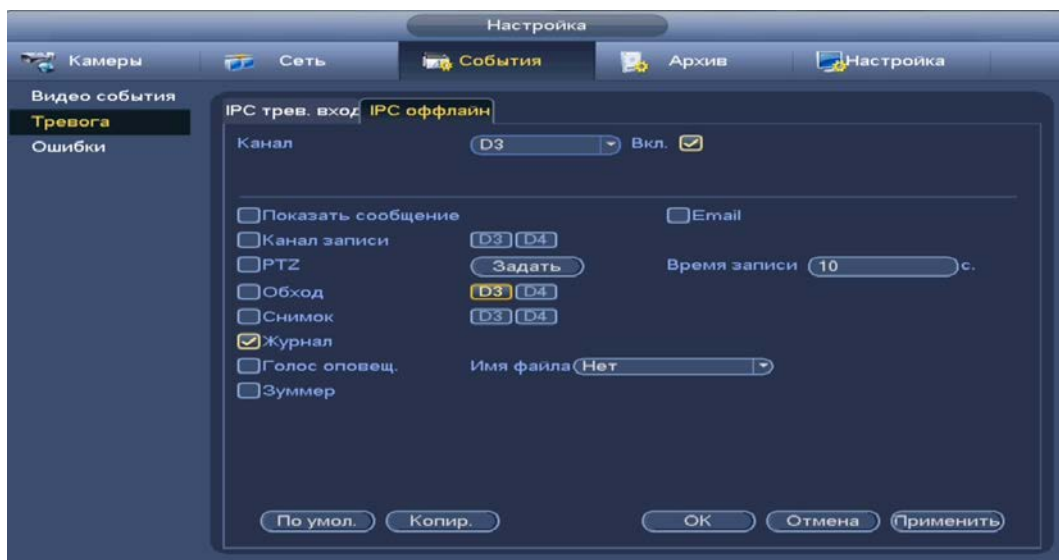 Настройка
Камеры Сеть События Архив Настройка
Видео события
Тревога
Ошибки
IPC трев. вход IPC оффлайн
Канал D3 Вкл.
Показать сообщение Email
Канал записи D3 D4
PTZ Задать Время записи 10 с.
Обход D3 D4
Снимок D3 D4
Журнал
Голос оповещ. Имя файла Нет
Зуммер
По умол. Копир. OK Отмена Применить